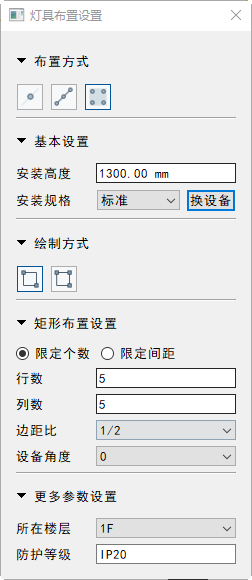 灯具布置设置
布置方式
基本设置
安装高度 1300.00 mm
安装规格 标准 换设备
绘制方式
矩形布置设置
限定个数 限定间距
行数 5
列数 5
边距比 1/2
设备角度 0
更多参数设置
所在楼层 1F
防护等级 IP20